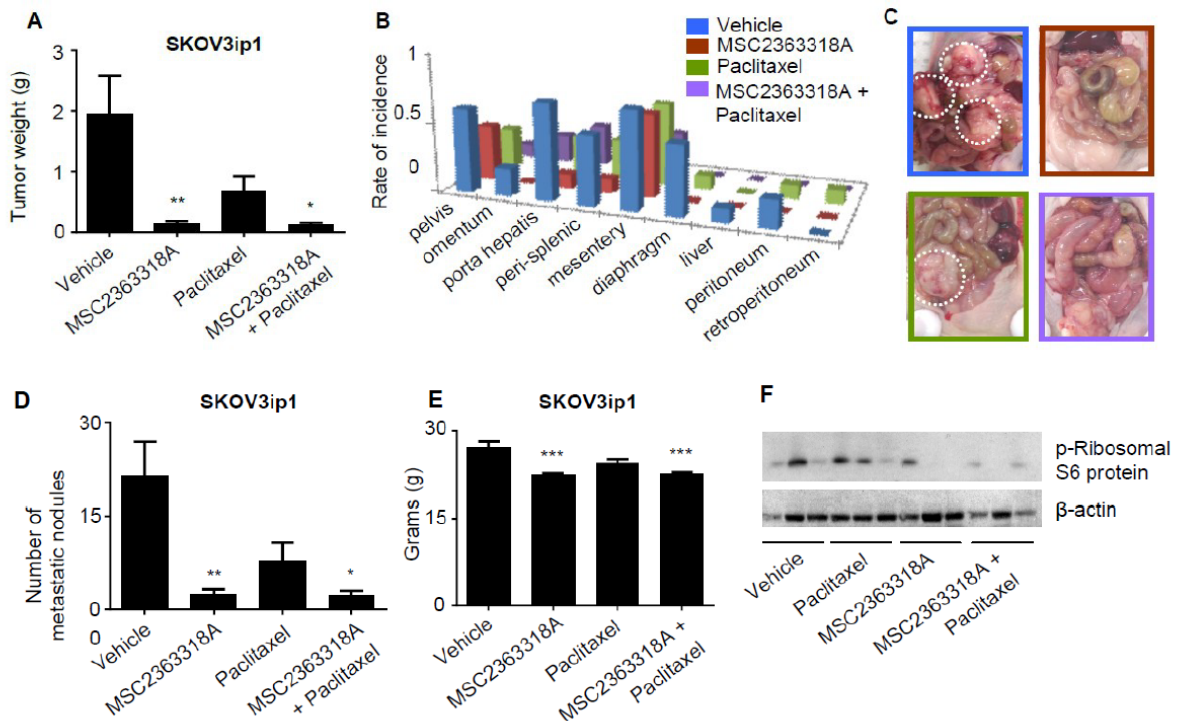 A
SKOV3ip1
Tumor weight (g)
3
2
1
0
Vehicle
MSC2363318A
Paclitaxel
MSC2363318A
+ Paclitaxel
B
Vehicle
MSC2363318A
Paclitaxel
MSC2363318A +
Paclitaxel
Rate of incidence
1
0.5
0
pelvis
omentum
porta hepatis
peri-splenic
mesentery
diaphragm
liver
peritoneum
retroperitoneum
C
D
SKOV3ip1
Number of
metastatic nodules
30
15
0
0
Vehicle
MSC2363318A
Paclitaxel
MSC2363318A
+ Paclitaxel
**
*
**
*
E
SKOV3ip1
Grams (g)
30
15
0
***
***
Vehicle
MSC2363318A
Paclitaxel
MSC2363318A +
Paclitaxel
F
p-Ribosomal
S6 protein
β-actin
Vehicle
Paclitaxel
MSC2363318A
MSC2363318A +
Paclitaxel